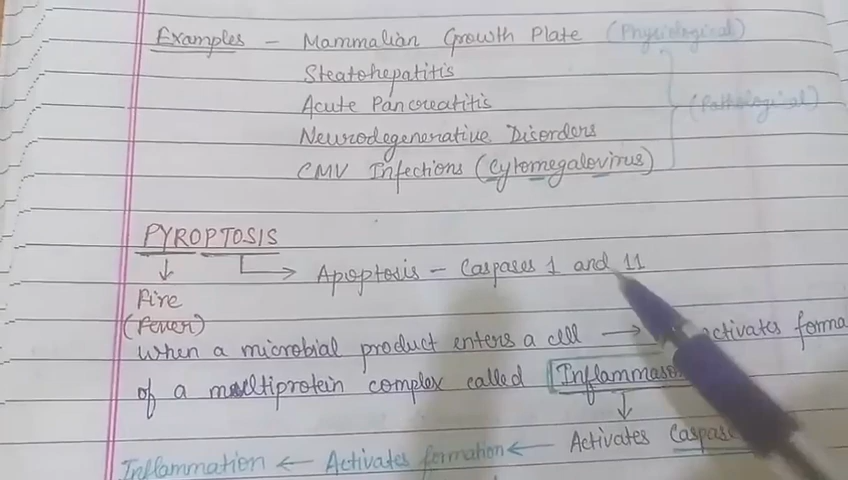 Examples - Mammalian Growth Plate (Physiological)
Steatohepatitis
Acute Pancreatitis
(Pathological)
Neurodegenerative Disorders
CMV Infections (Cytomegalovirus)
PYROPTOSIS
→ Apoptosis - Caspases 1 and 11
Fire
(Fever)
When a microbial product enters a cell → activates forma
of a multiprotein complex called Inflammaso
Activates Caspas
Inflammation ← Activates formation ←